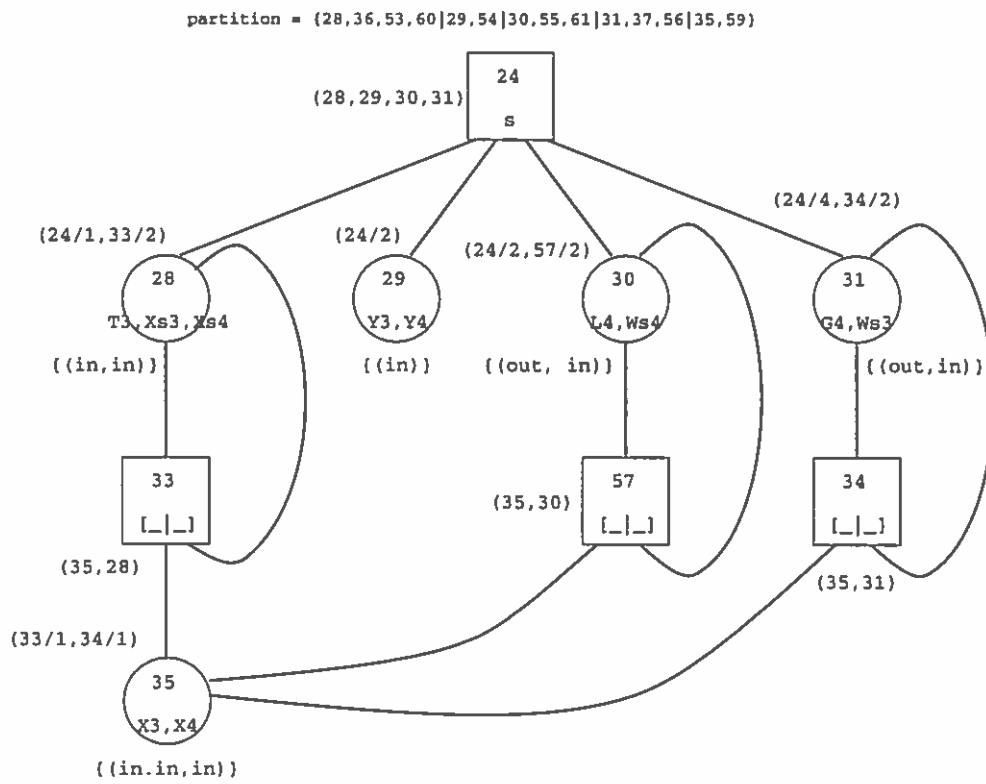 partition = {28,36,53,60|29,54|30,55,61|31,37,56|35,59}
24
(28,29,30,31)
s
(24/4,34/2)
(24/1,33/2)
(24/2)
(24/2,57/2)
28
29
30
31
T3,Xs3,Xs4
Y3,Y4
L4,Ws4
G4,Ws3
{(in,in)}
{(in)}
{(out, in)}
{(out,in)}
33
57
34
(35,30)
[_|_]
[_|_]
[_|_]
(35,28)
(35,31)
(33/1,34/1)
35
X3,X4
{(in.in,in)}